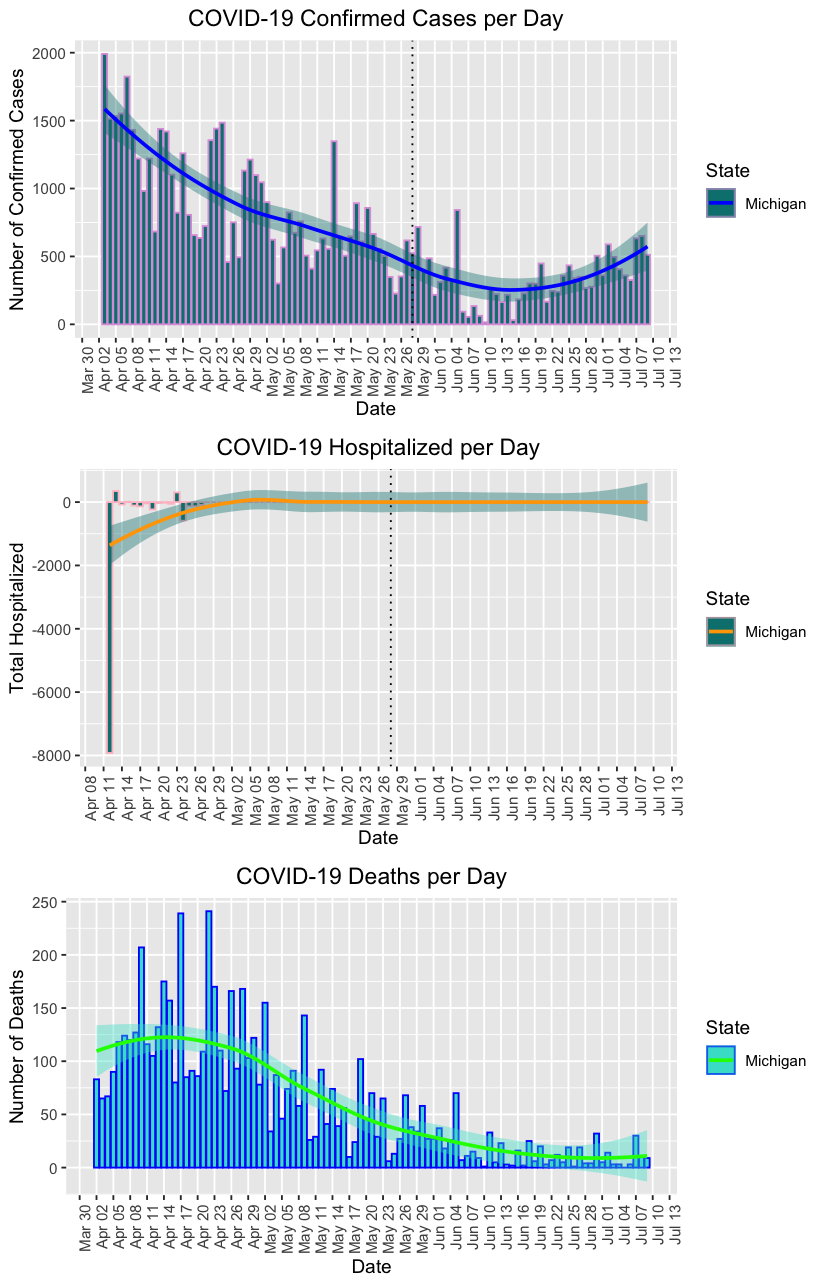 COVID-19 Confirmed Cases per Day
Number of Confirmed Cases
2000
1500
1000
500
0
Mar 30
Apr 02
Apr 05
Apr 08
Apr 11
Apr 14
Apr 17
Apr 20
Apr 23
Apr 26
Apr 29
May 02
May 05
May 08
May 11
May 14
May 17
May 20
May 23
May 26
May 29
Jun 01
Jun 04
Jun 07
Jun 10
Jun 13
Jun 16
Jun 19
Jun 22
Jun 25
Jun 28
Jul 01
Jul 04
Jul 07
Jul 10
Jul 13
Date
State
Michigan
COVID-19 Hospitalized per Day
Total Hospitalized
0
-2000
-4000
-6000
-8000
Apr 08
Apr 11
Apr 14
Apr 17
Apr 20
Apr 23
Apr 26
Apr 29
May 02
May 05
May 08
May 11
May 14
May 17
May 20
May 23
May 26
May 29
Jun 01
Jun 04
Jun 07
Jun 10
Jun 13
Jun 16
Jun 19
Jun 22
Jun 25
Jun 28
Jul 01
Jul 04
Jul 07
Jul 10
Jul 13
Date
State
Michigan
COVID-19 Deaths per Day
Number of Deaths
250
200
150
100
50
0
Mar 30
Apr 02
Apr 05
Apr 08
Apr 11
Apr 14
Apr 17
Apr 20
Apr 23
Apr 26
Apr 29
May 02
May 05
May 08
May 11
May 14
May 17
May 20
May 23
May 26
May 29
Jun 01
Jun 04
Jun 07
Jun 10
Jun 13
Jun 16
Jun 19
Jun 22
Jun 25
Jun 28
Jul 01
Jul 04
Jul 07
Jul 10
Jul 13
Date
State
Michigan